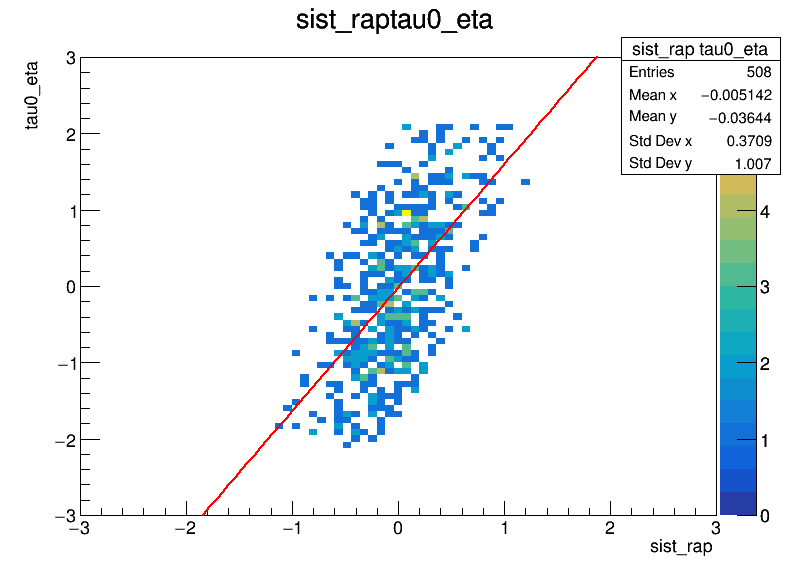 sist_raptau0_eta
sist_rap tau0_eta
Entries 508
Mean x −0.005142
Mean y −0.03644
Std Dev x 0.3709
Std Dev y 1.007
tau0_eta
3
2
1
0
−1
−2
−3
−3 −2 −1 0 1 2 3
sist_rap
4
3
2
1
0